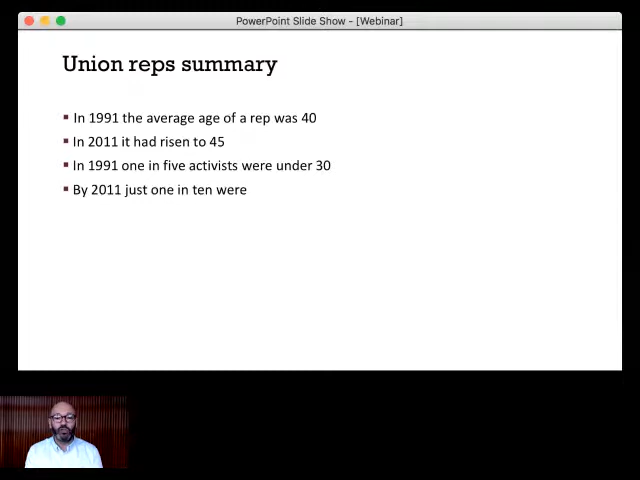 PowerPoint Slide Show - [Webinar]
Union reps summary
▪ In 1991 the average age of a rep was 40
▪ In 2011 it had risen to 45
▪ In 1991 one in five activists were under 30
▪ By 2011 just one in ten were